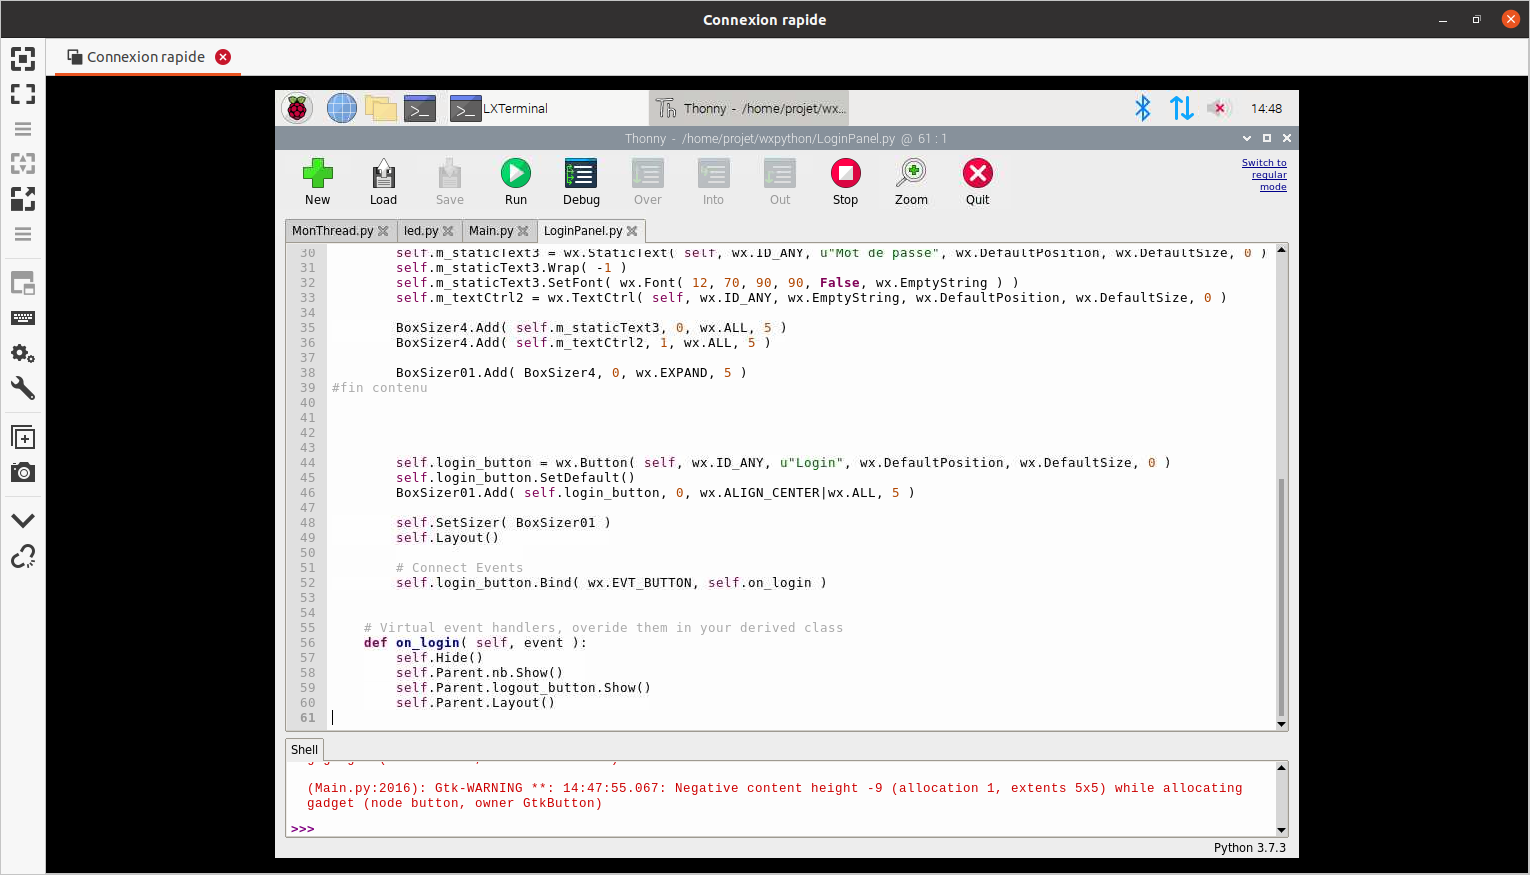 Connexion rapide
Connexion rapide
LXTerminal
Thonny - /home/projet/wx...
14:48
Thonny - /home/projet/wxpython/LoginPanel.py @ 61 : 1
New
Load
Save
Run
Debug
Over
Into
Out
Stop
Zoom
Quit
Switch to
regular
mode
MonThread.py
led.py
Main.py
LoginPanel.py
30 self.m_staticText3 = wx.StaticText( self, wx.ID_ANY, u"Mot de passe", wx.DefaultPosition, wx.DefaultSize, 0 )
31 self.m_staticText3.Wrap( -1 )
32 self.m_staticText3.SetFont( wx.Font( 12, 70, 90, 90, False, wx.EmptyString ) )
33 self.m_textCtrl2 = wx.TextCtrl( self, wx.ID_ANY, wx.EmptyString, wx.DefaultPosition, wx.DefaultSize, 0 )
34
35 BoxSizer4.Add( self.m_staticText3, 0, wx.ALL, 5 )
36 BoxSizer4.Add( self.m_textCtrl2, 1, wx.ALL, 5 )
37
38 BoxSizer01.Add( BoxSizer4, 0, wx.EXPAND, 5 )
39 #fin contenu
40
41
42
43
44 self.login_button = wx.Button( self, wx.ID_ANY, u"Login", wx.DefaultPosition, wx.DefaultSize, 0 )
45 self.login_button.SetDefault()
46 BoxSizer01.Add( self.login_button, 0, wx.ALIGN_CENTER|wx.ALL, 5 )
47
48 self.SetSizer( BoxSizer01 )
49 self.Layout()
50
51 # Connect Events
52 self.login_button.Bind( wx.EVT_BUTTON, self.on_login )
53
54
55 # Virtual event handlers, overide them in your derived class
56 def on_login( self, event ):
57 self.Hide()
58 self.Parent.nb.Show()
59 self.Parent.logout_button.Show()
60 self.Parent.Layout()
61
Shell
(Main.py:2016): Gtk-WARNING **: 14:47:55.067: Negative content height -9 (allocation 1, extents 5x5) while allocating
gadget (node button, owner GtkButton)
>>>
Python 3.7.3